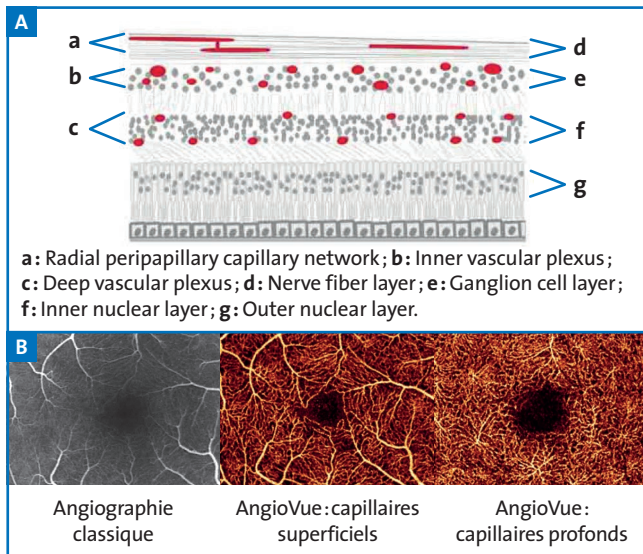 A
a
b
c
d
e
f
g
a: Radial peripapillary capillary network; b: Inner vascular plexus;
c: Deep vascular plexus; d: Nerve fiber layer; e: Ganglion cell layer;
f: Inner nuclear layer; g: Outer nuclear layer.
B
Angiographie
classique
AngioVue: capillaires
superficiels
AngioVue:
capillaires profonds